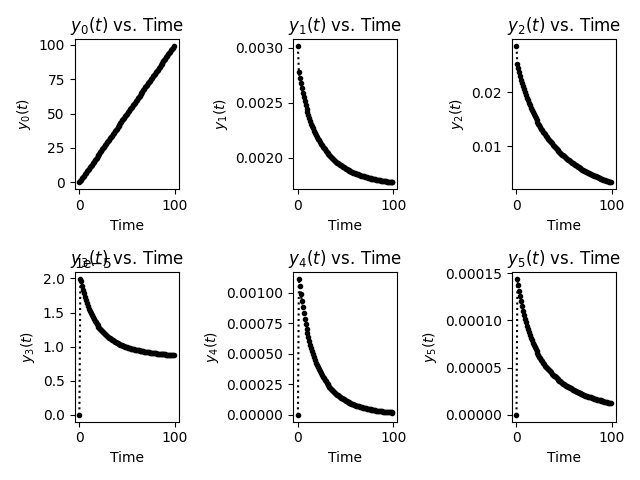 y₀(t) vs. Time
100
75
50
25
0
y₀(t)
0 100
Time
y₁(t) vs. Time
0.0030
0.0025
0.0020
y₁(t)
0 100
Time
y₂(t) vs. Time
0.02
0.01
y₂(t)
0 100
Time
y₃(t) vs. Time
1e−5
2.0
1.5
1.0
0.5
0.0
y₃(t)
0 100
Time
y₄(t) vs. Time
0.00100
0.00075
0.00050
0.00025
0.00000
y₄(t)
0 100
Time
y₅(t) vs. Time
0.00015
0.00010
0.00005
0.00000
y₅(t)
0 100
Time